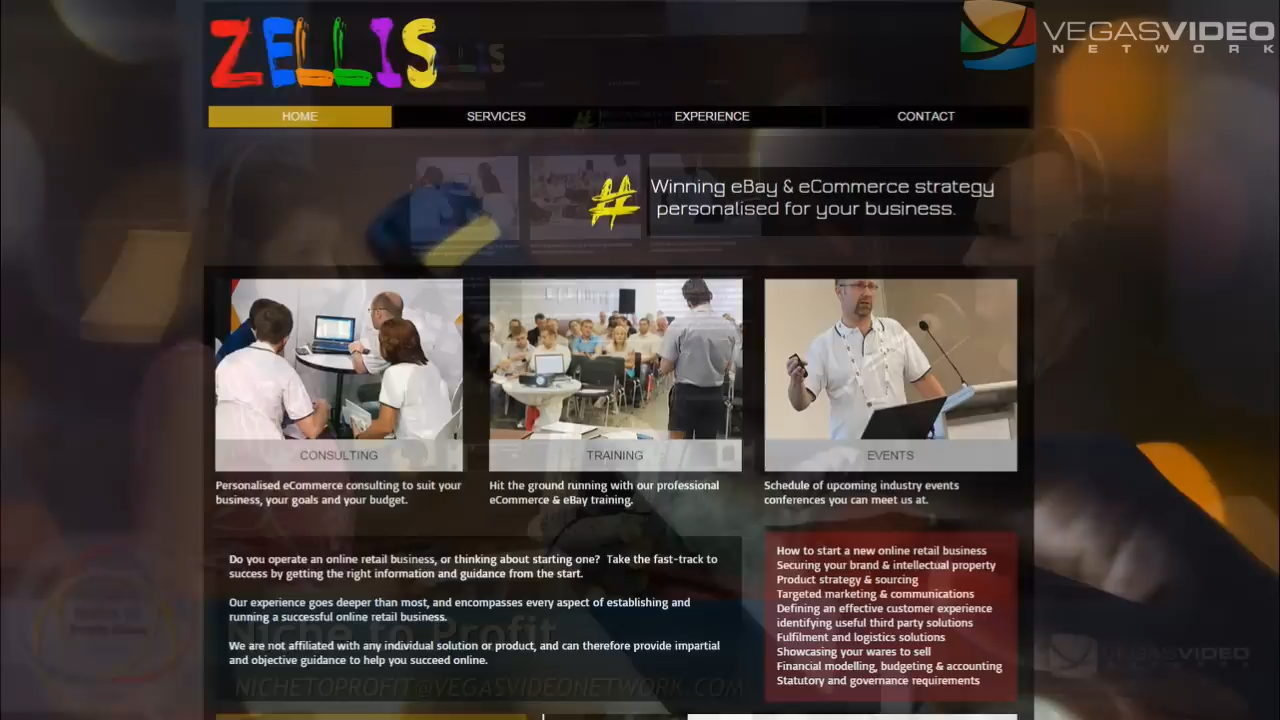 ZELLIS
VEGASVIDEO
NETWORK
HOME SERVICES EXPERIENCE CONTACT
# Winning eBay & eCommerce strategy
personalised for your business.
CONSULTING TRAINING EVENTS
Personalised eCommerce consulting to suit your
business, your goals and your budget.
Hit the ground running with our professional
eCommerce & eBay training.
Schedule of upcoming industry events
conferences you can meet us at.
Do you operate an online retail business, or thinking about starting one? Take the fast-track to
success by getting the right information and guidance from the start.
Our experience goes deeper than most, and encompasses every aspect of establishing and
running a successful online retail business.
We are not affiliated with any individual solution or product, and can therefore provide impartial
and objective guidance to help you succeed online.
How to start a new online retail business
Securing your brand & intellectual property
Product strategy & sourcing
Targeted marketing & communications
Defining an effective customer experience
identifying useful third party solutions
Fulfilment and logistics solutions
Showcasing your wares to sell
Financial modelling, budgeting & accounting
Statutory and governance requirements
Niche to Profit
NICHETOPROFIT@VEGASVIDEONETWORK.COM
VEGASVIDEO
NETWORK